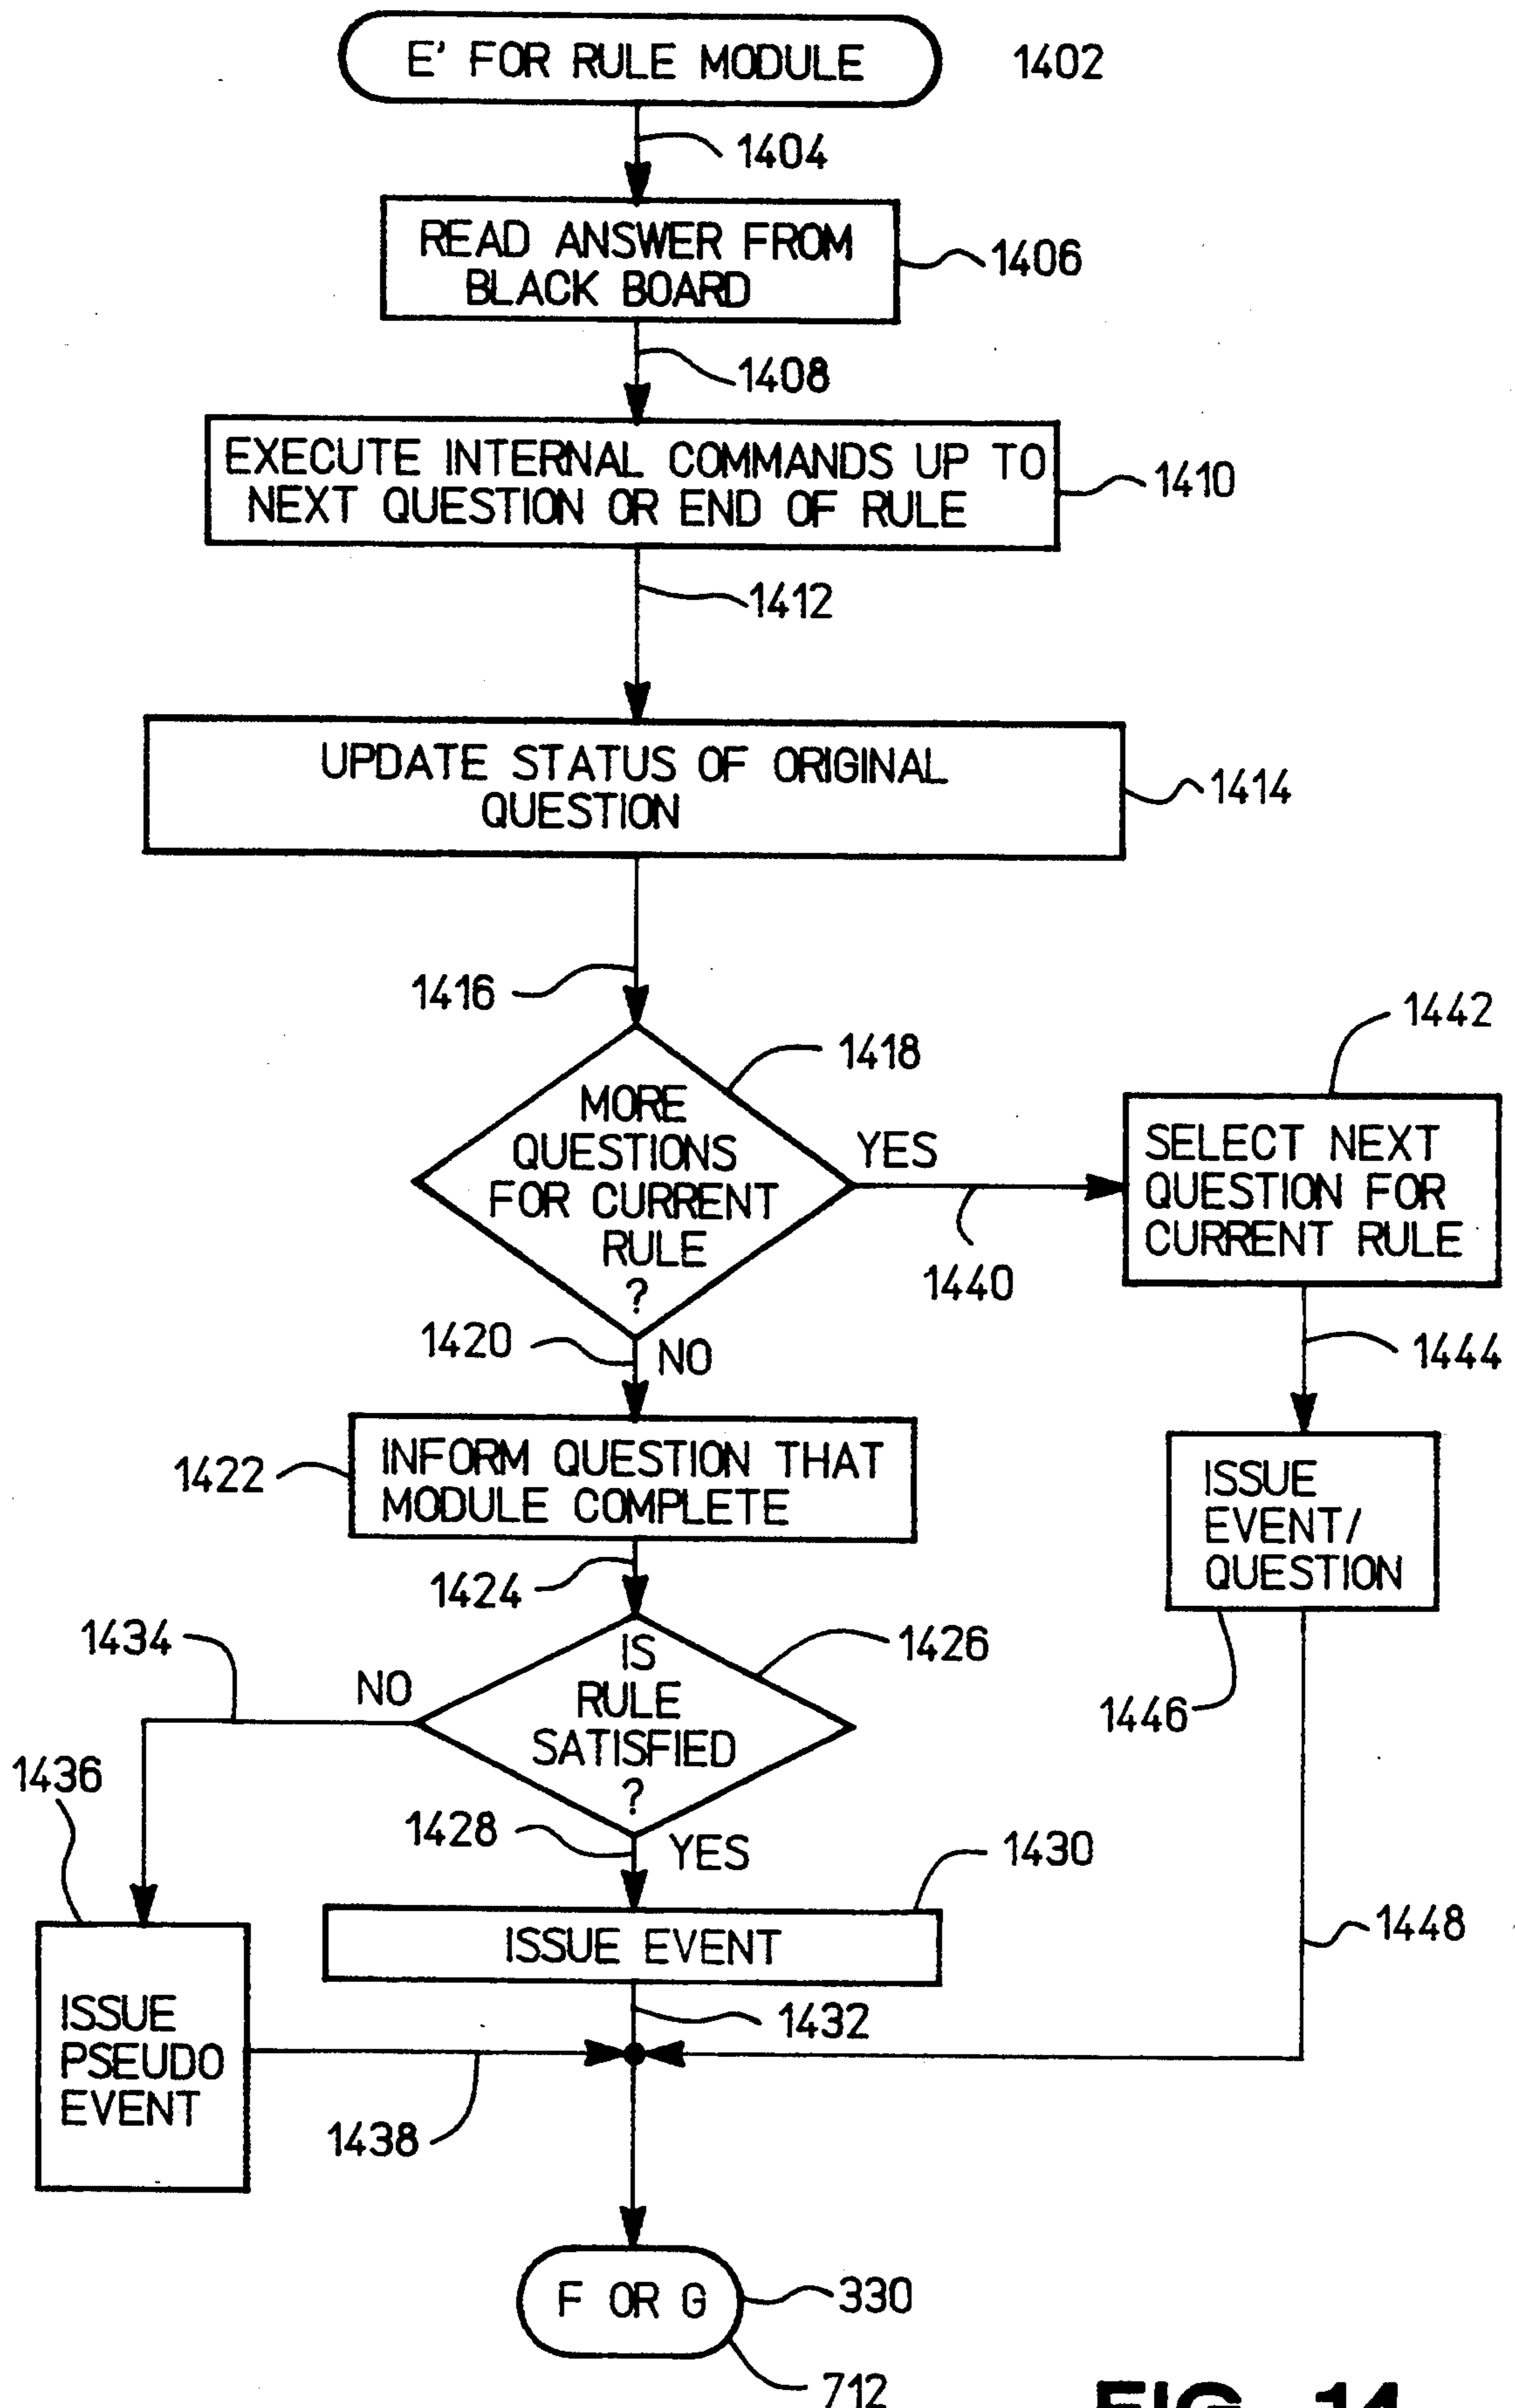 E' FOR RULE MODULE
1402
1404
READ ANSWER FROM
BLACK BOARD
1406
1408
EXECUTE INTERNAL COMMANDS UP TO
NEXT QUESTION OR END OF RULE
1410
1412
UPDATE STATUS OF ORIGINAL
QUESTION
1414
1416
1418
MORE
QUESTIONS
FOR CURRENT
RULE
?
YES
1440
1442
SELECT NEXT
QUESTION FOR
CURRENT RULE
1420
NO
1444
1422
INFORM QUESTION THAT
MODULE COMPLETE
ISSUE
EVENT/
QUESTION
1446
1424
1434
NO
1426
IS
RULE
SATISFIED
?
1436
1428
YES
1430
ISSUE EVENT
1448
1432
ISSUE
PSEUDO
EVENT
1438
F OR G
330
712
FIG. 14